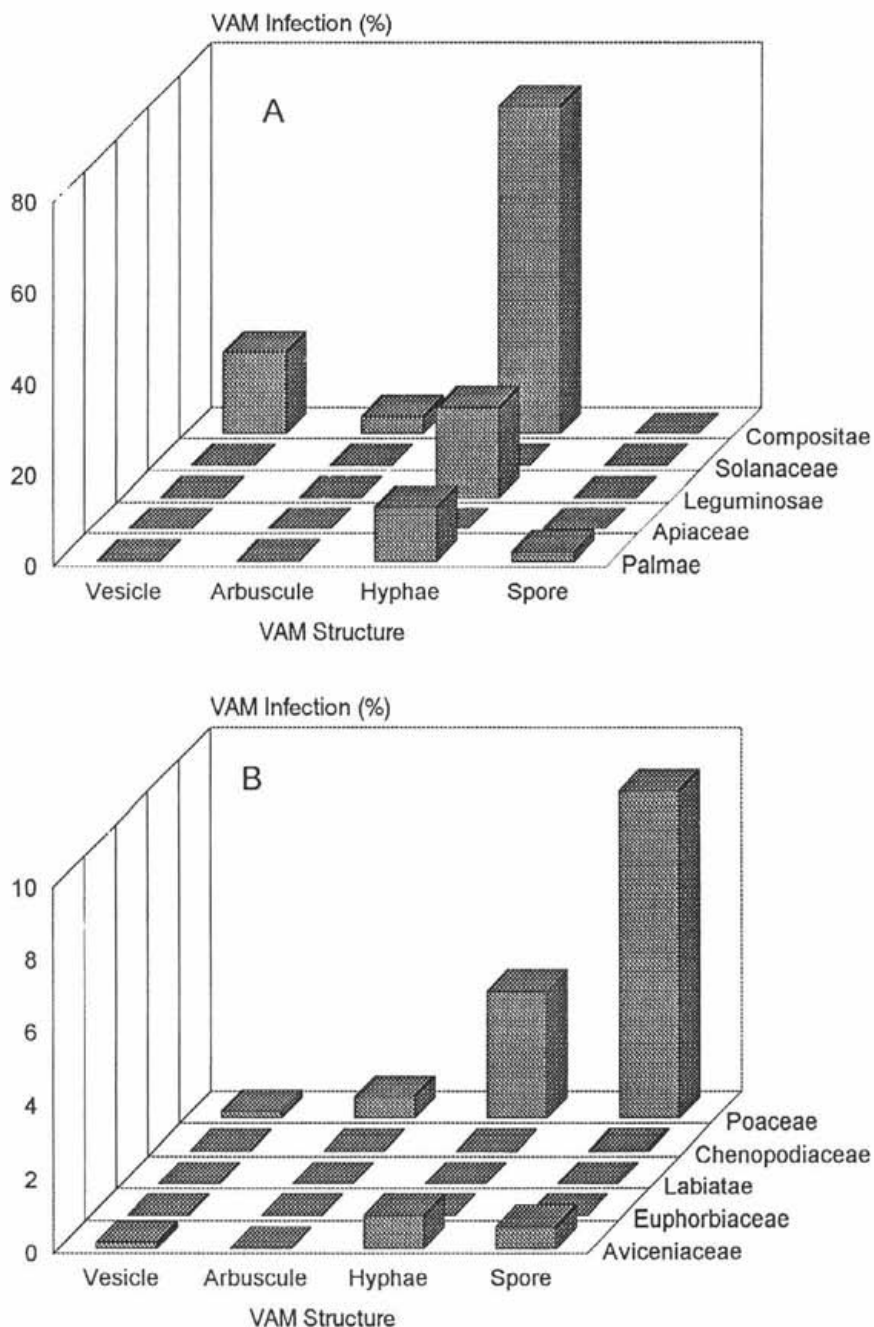 VAM Infection (%)
A
80
60
40
20
0
Compositae
Solanaceae
Leguminosae
Apiaceae
Palmae
Vesicle Arbuscule Hyphae Spore
VAM Structure
VAM Infection (%)
B
10
8
6
4
2
0
Poaceae
Chenopodiaceae
Labiatae
Euphorbiaceae
Aviceniaceae
Vesicle Arbuscule Hyphae Spore
VAM Structure